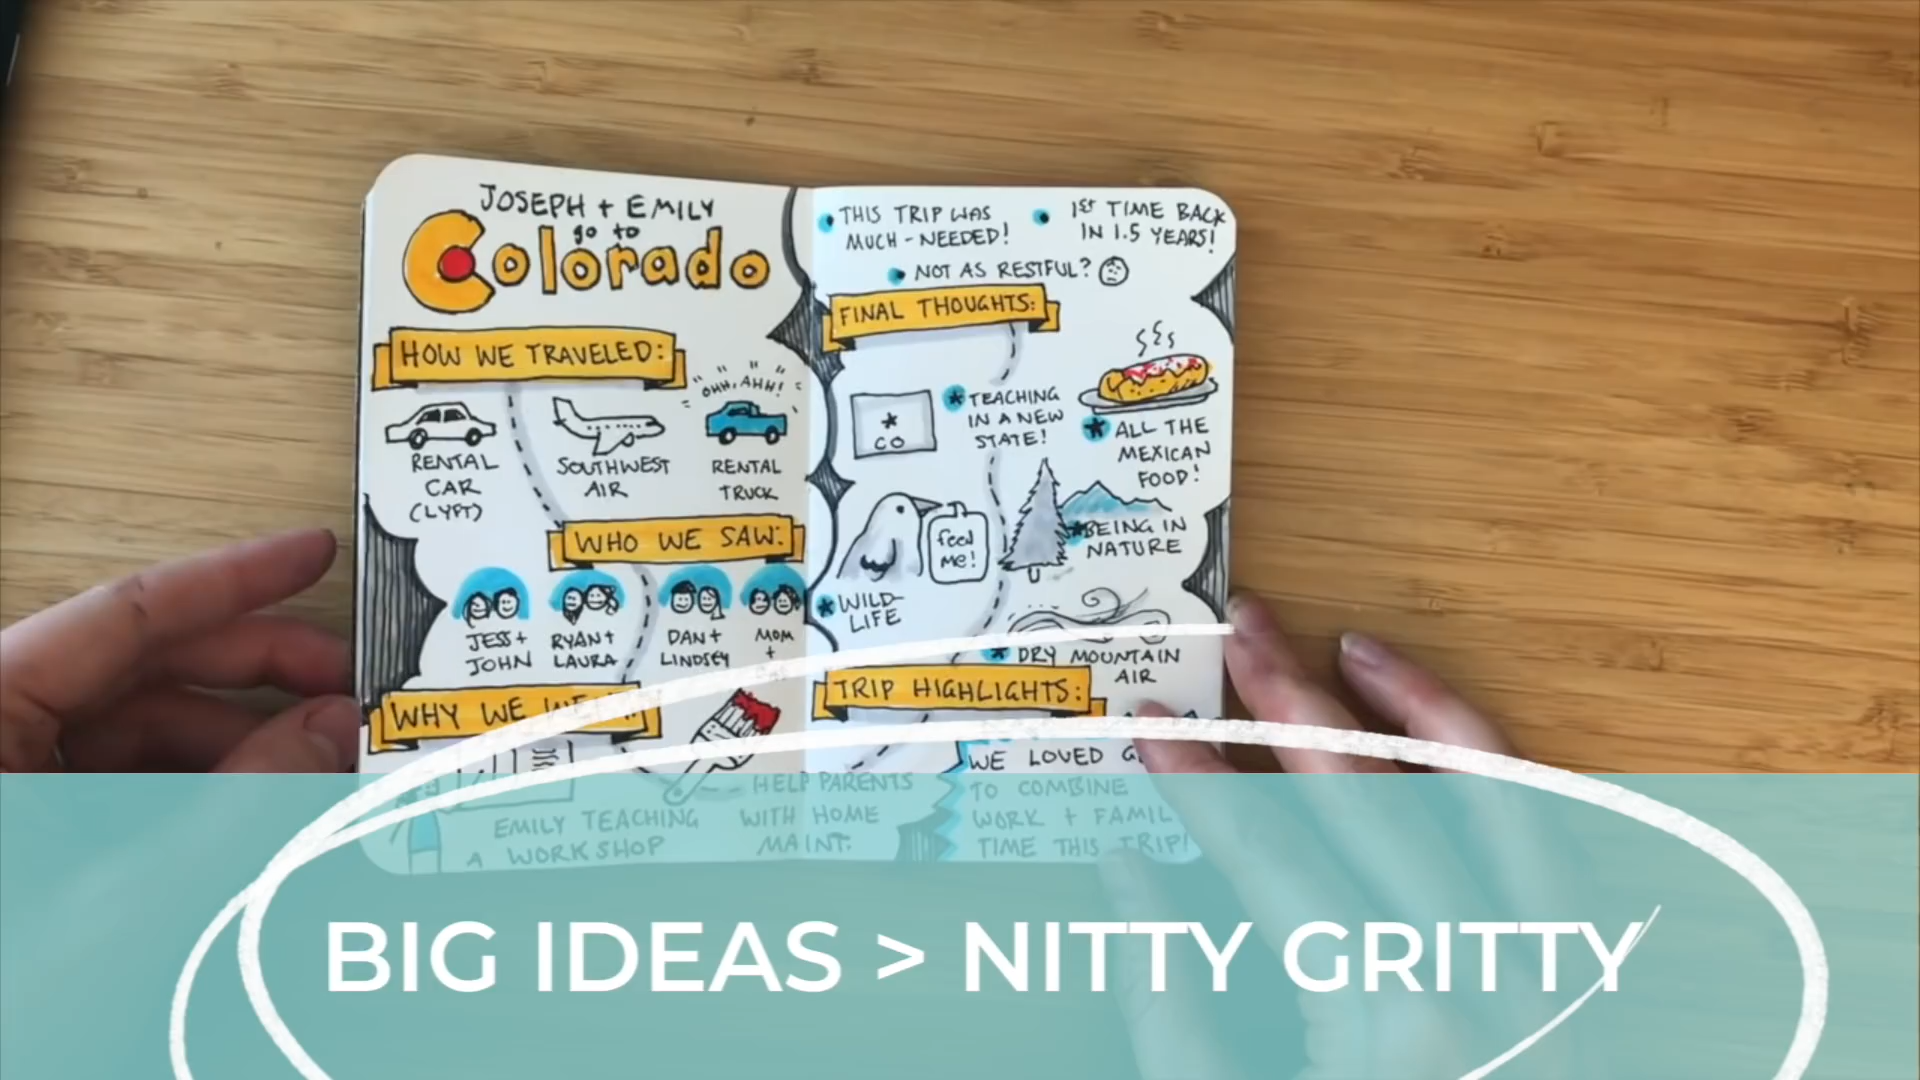 JOSEPH + EMILY
go to
Colorado
HOW WE TRAVELED:
OHH, AHH!
RENTAL
CAR
(LYFT)
SOUTHWEST
AIR
RENTAL
TRUCK
WHO WE SAW:
JESS +
JOHN
RYAN +
LAURA
DAN +
LINDSEY
MOM
+
WHY WE
EMILY TEACHING
A WORKSHOP
HELP PARENTS
WITH HOME
MAINT.
THIS TRIP WAS
MUCH-NEEDED!
1st TIME BACK
IN 1.5 YEARS!
NOT AS RESTFUL?
FINAL THOUGHTS:
CO
TEACHING
IN A NEW
STATE!
ALL THE
MEXICAN
FOOD!
feed
me!
WILD-
LIFE
BEING IN
NATURE
DRY MOUNTAIN
AIR
TRIP HIGHLIGHTS:
WE LOVED
TO COMBINE
WORK + FAMIL
TIME THIS TRIP!
BIG IDEAS > NITTY GRITTY